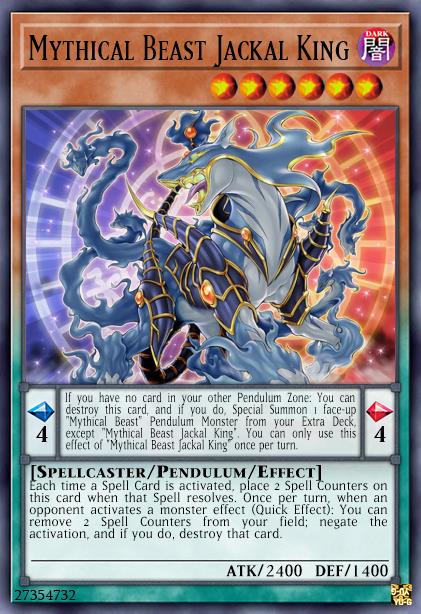 Mythical Beast Jackal King
DARK
闇
If you have no card in your other Pendulum Zone: You can
destroy this card, and if you do, Special Summon 1 face-up
"Mythical Beast" Pendulum Monster from your Extra Deck,
except "Mythical Beast Jackal King". You can only use this
effect of "Mythical Beast Jackal King" once per turn.
4
4
[Spellcaster/Pendulum/Effect]
Each time a Spell Card is activated, place 2 Spell Counters on
this card when that Spell resolves. Once per turn, when an
opponent activates a monster effect (Quick Effect): You can
remove 2 Spell Counters from your field; negate the
activation, and if you do, destroy that card.
ATK/2400 DEF/1400
27354732